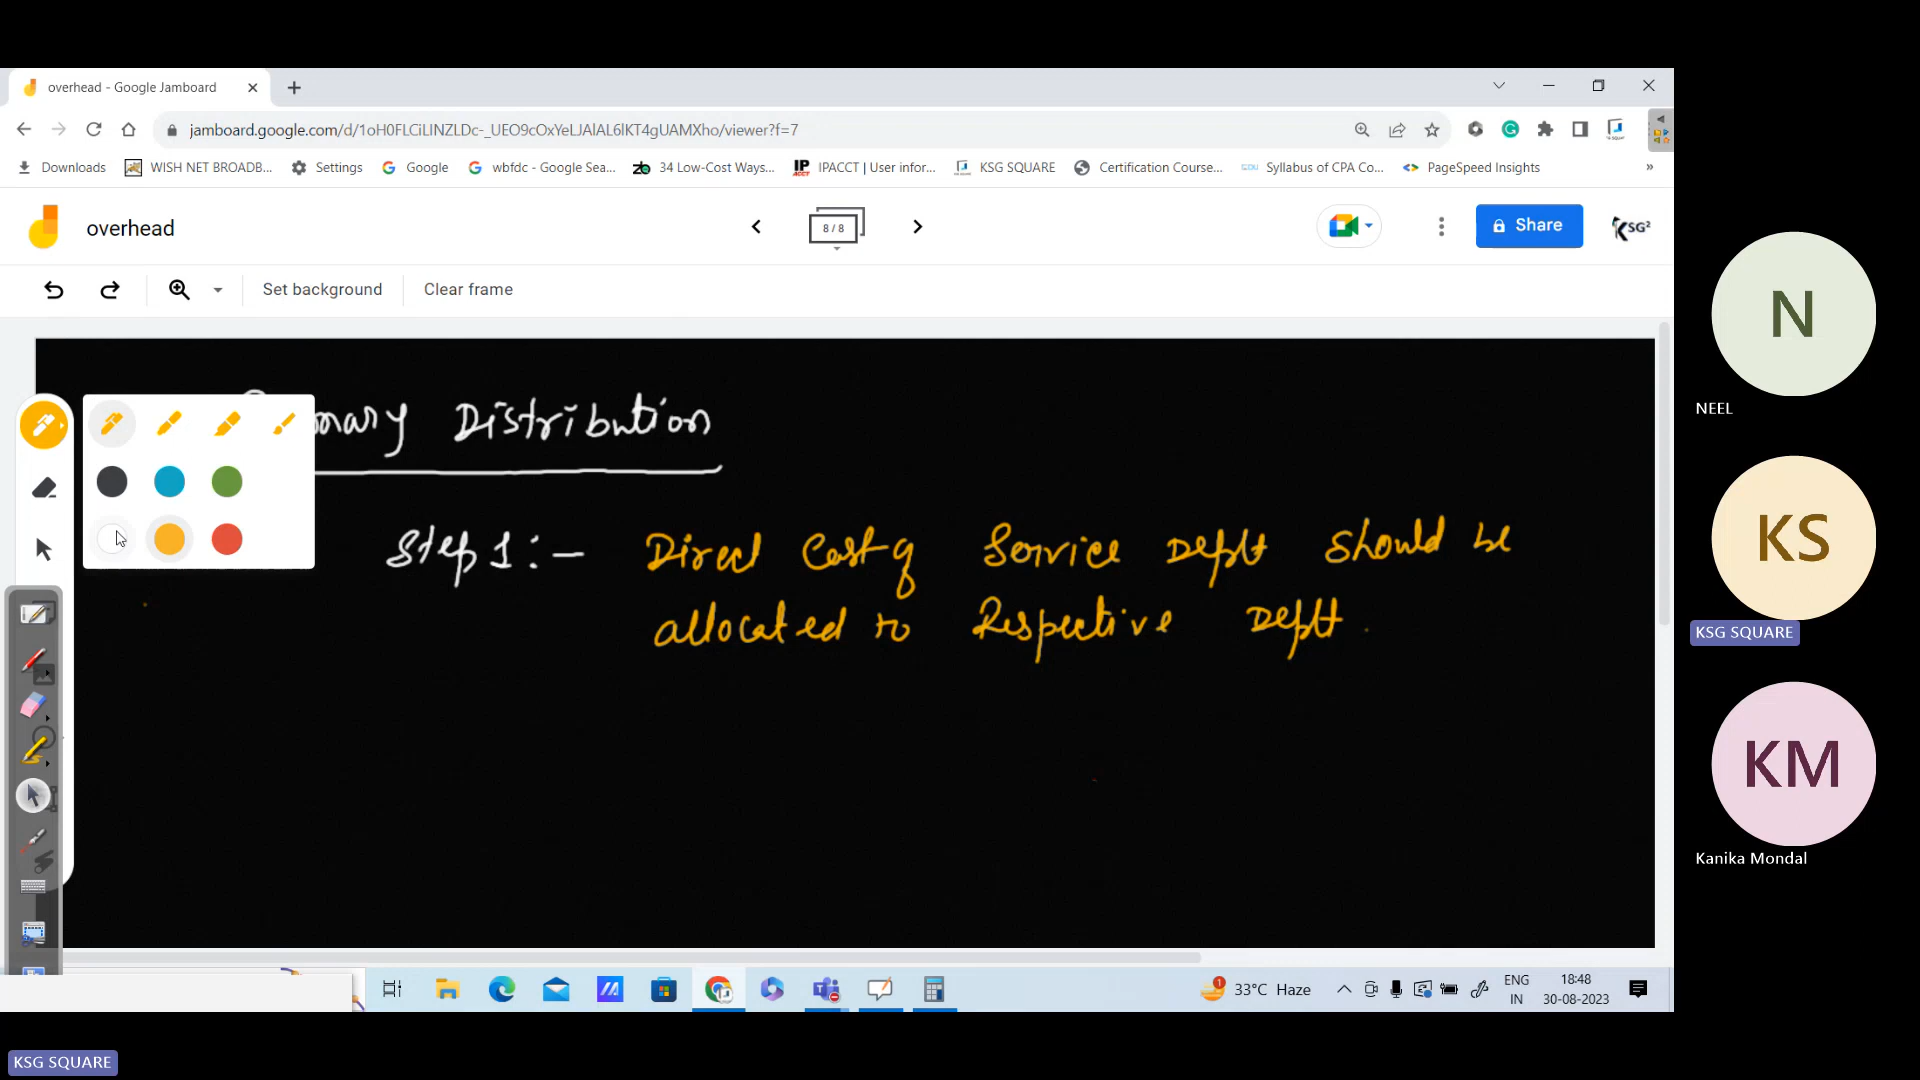 overhead - Google Jamboard
jamboard.google.com/d/1oH0FLCiLINZLDc-_UEO9cOxYeLJAlAL6lKT4gUAMXho/viewer?f=7
Downloads WISH NET BROADB... Settings Google wbfdc - Google Sea... 34 Low-Cost Ways... IPACCT | User infor... KSG SQUARE Certification Course... Syllabus of CPA Co... PageSpeed Insights »
overhead 8 / 8 Share KSG²
Set background Clear frame
mary Distribution
Step 1 :- Direct Cost of Service Deptt should be
allocated to Respective Deptt.
N
NEEL
KS
KSG SQUARE
KM
Kanika Mondal
1 33°C Haze ENG IN 18:48 30-08-2023
KSG SQUARE